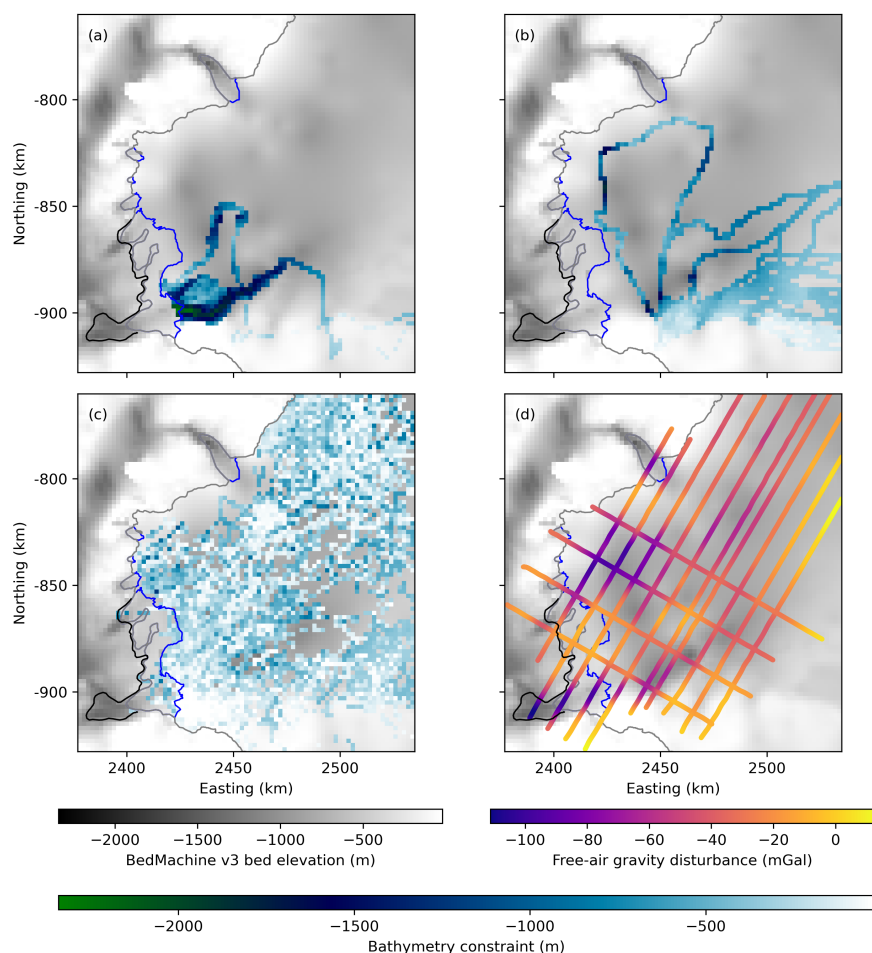 (a)
(b)
-800
-850
-900
Northing (km)
(c)
(d)
-800
-850
-900
Northing (km)
2400 2450 2500
2400 2450 2500
Easting (km)
Easting (km)
−2000 −1500 −1000 −500
BedMachine v3 bed elevation (m)
−100 −80 −60 −40 −20 0
Free-air gravity disturbance (mGal)
−2000 −1500 −1000 −500
Bathymetry constraint (m)